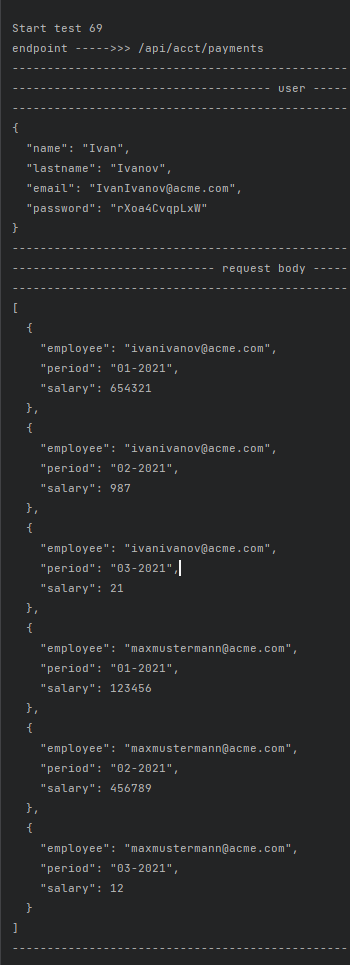 Start test 69
endpoint ----->>> /api/acct/payments
------------------------------------------------
------------------------------------- user -----
------------------------------------------------
{
  "name": "Ivan",
  "lastname": "Ivanov",
  "email": "IvanIvanov@acme.com",
  "password": "rXoa4CvqpLxW"
}
------------------------------------------------
----------------------------- request body -----
------------------------------------------------
[
  {
    "employee": "ivanivanov@acme.com",
    "period": "01-2021",
    "salary": 654321
  },
  {
    "employee": "ivanivanov@acme.com",
    "period": "02-2021",
    "salary": 987
  },
  {
    "employee": "ivanivanov@acme.com",
    "period": "03-2021",
    "salary": 21
  },
  {
    "employee": "maxmustermann@acme.com",
    "period": "01-2021",
    "salary": 123456
  },
  {
    "employee": "maxmustermann@acme.com",
    "period": "02-2021",
    "salary": 456789
  },
  {
    "employee": "maxmustermann@acme.com",
    "period": "03-2021",
    "salary": 12
  }
]
------------------------------------------------